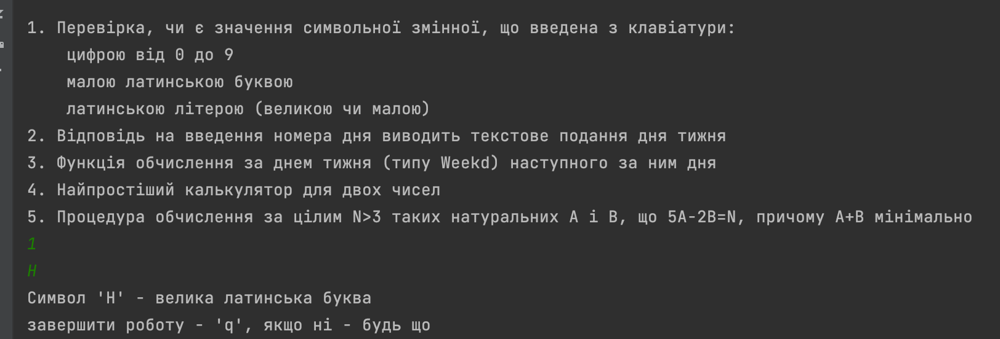 1. Перевірка, чи є значення символьної змінної, що введена з клавіатури:
цифрою від 0 до 9
малою латинською буквою
латинською літерою (великою чи малою)
2. Відповідь на введення номера дня виводить текстове подання дня тижня
3. Функція обчислення за днем тижня (типу Weekd) наступного за ним дня
4. Найпростіший калькулятор для двох чисел
5. Процедура обчислення за цілим N>3 таких натуральних A і B, що 5A-2B=N, причому A+B мінімально
1
H
Символ 'H' - велика латинська буква
завершити роботу - 'q', якщо ні - будь що